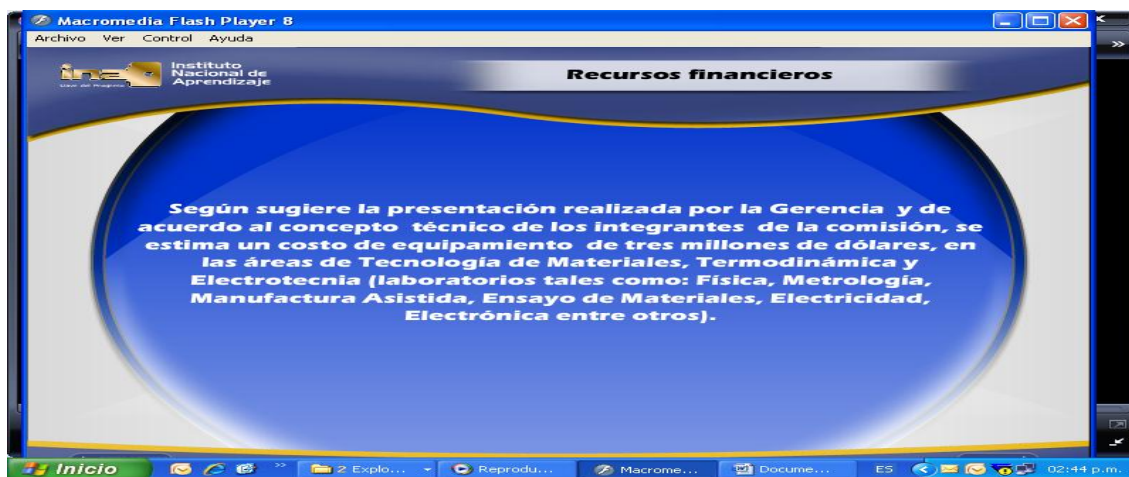 Macromedia Flash Player 8
Archivo Ver Control Ayuda
ina
Instituto
Nacional de
Aprendizaje
Recursos financieros
Según sugiere la presentación realizada por la Gerencia y de
acuerdo al concepto técnico de los integrantes de la comisión, se
estima un costo de equipamiento de tres millones de dólares, en
las áreas de Tecnología de Materiales, Termodinámica y
Electrotecnia (laboratorios tales como: Física, Metrología,
Manufactura Asistida, Ensayo de Materiales, Electricidad,
Electrónica entre otros).
Inicio
2 Explo...
Reprodu...
Macrome...
Docume...
ES
02:44 p.m.